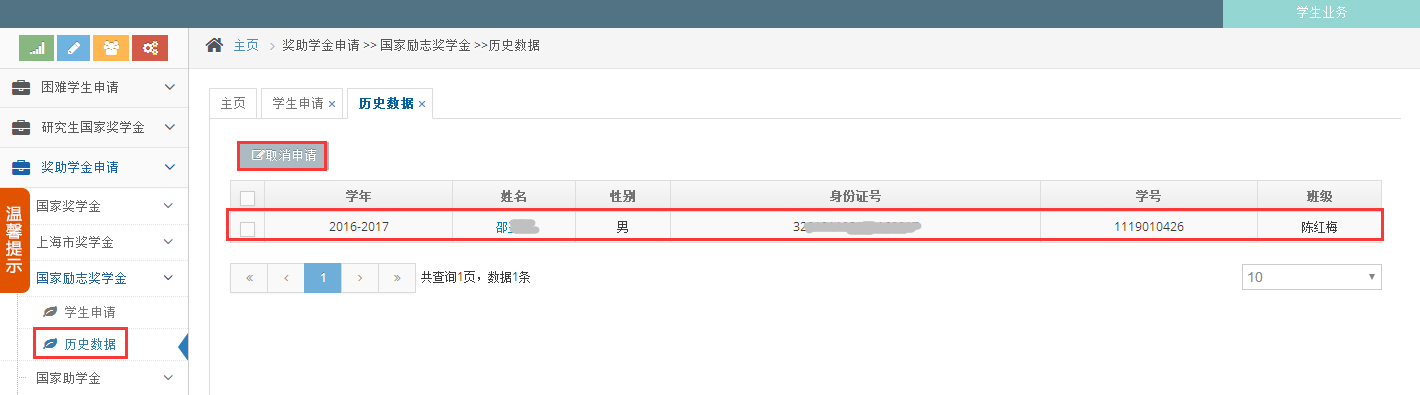 学生业务
主页 奖助学金申请 >> 国家励志奖学金 >>历史数据
困难学生申请
研究生国家奖学金
奖助学金申请
国家奖学金
上海市奖学金
国家励志奖学金
学生申请
历史数据
国家助学金
温馨提示
主页 学生申请 × 历史数据 ×
取消申请
学年 姓名 性别 身份证号 学号 班级
2016-2017 邵 男 32 1119010426 陈红梅
« ‹ 1 › » 共查询1页，数据1条 10